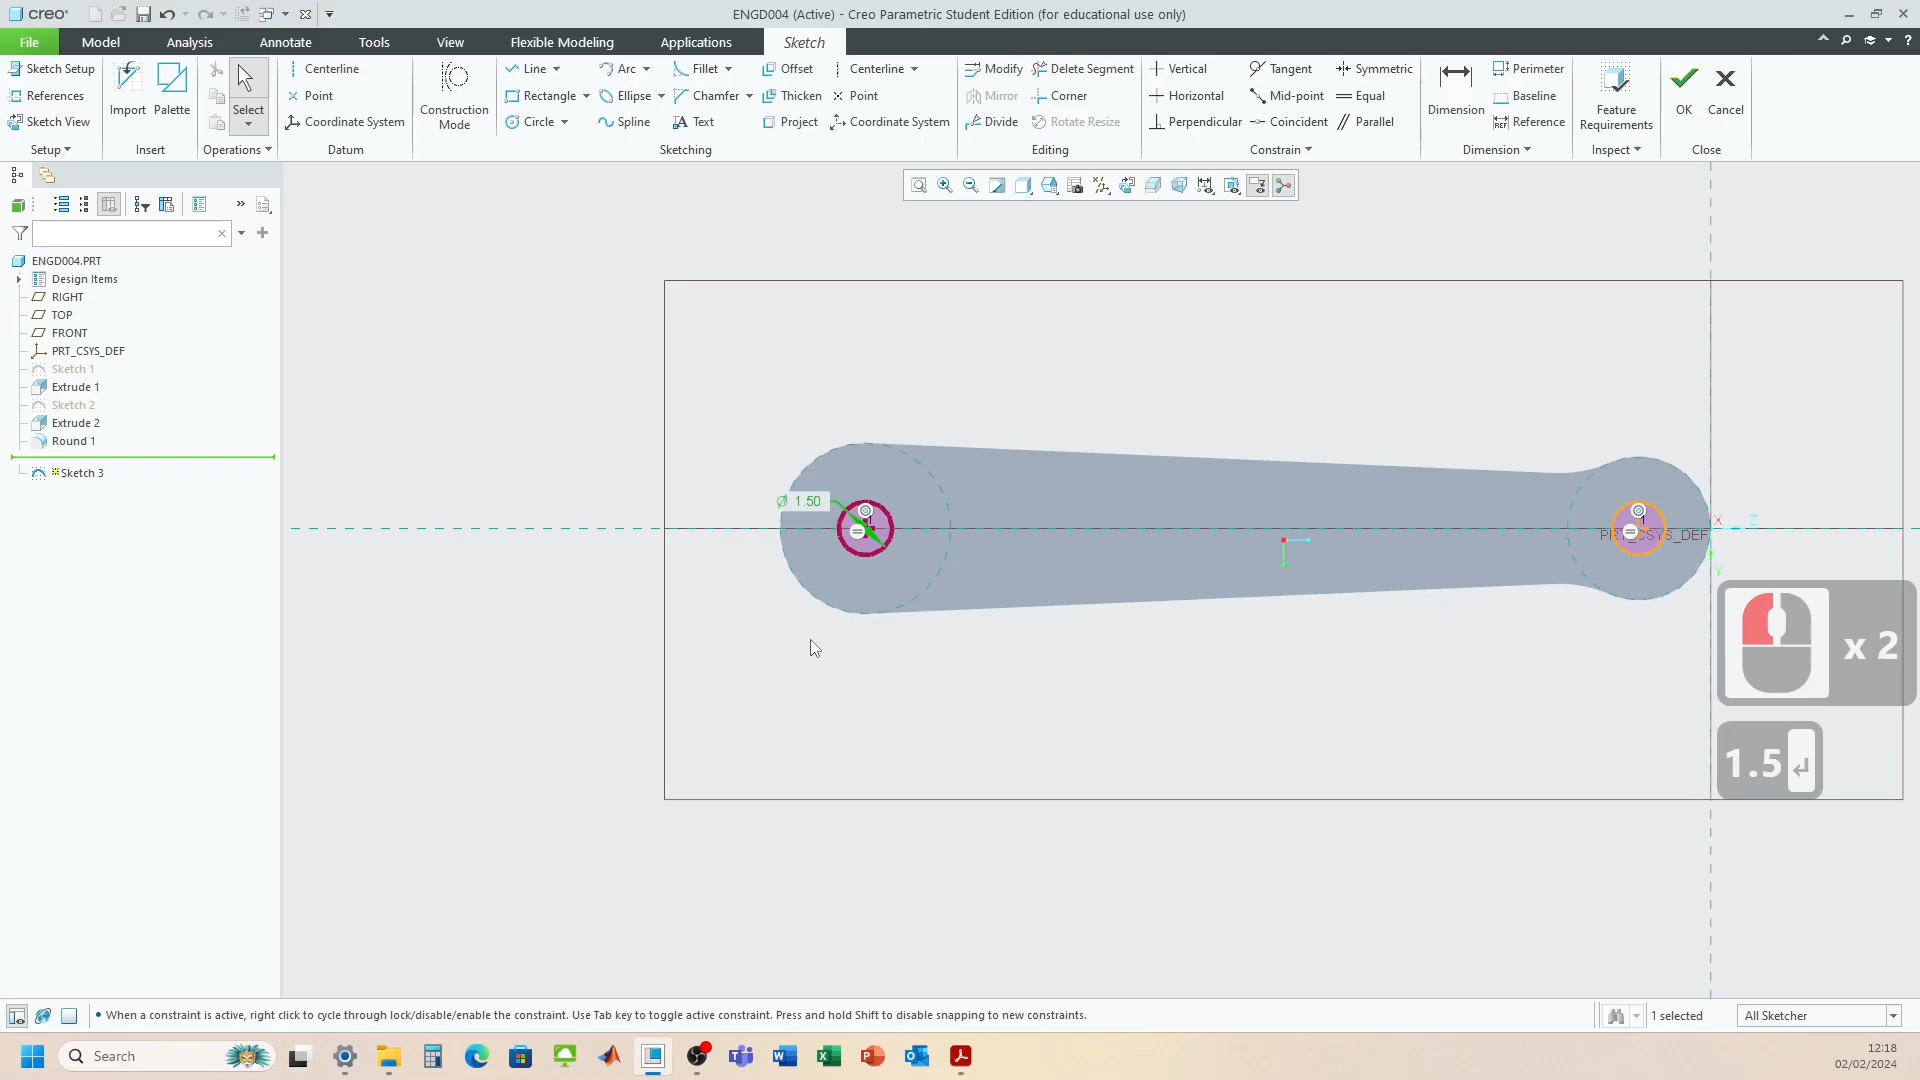 creo
ENGD004 (Active) - Creo Parametric Student Edition (for educational use only)
File Model Analysis Annotate Tools View Flexible Modeling Applications Sketch
Sketch Setup
References
Sketch View
Setup
Import Palette
Insert
Select
Operations
Centerline
Point
Coordinate System
Datum
Construction
Mode
Line Arc Fillet Offset Centerline
Rectangle Ellipse Chamfer Thicken Point
Circle Spline Text Project Coordinate System
Sketching
Modify Delete Segment
Mirror Corner
Divide Rotate Resize
Editing
Vertical Tangent Symmetric
Horizontal Mid-point Equal
Perpendicular Coincident Parallel
Constrain
Dimension
Perimeter
Baseline
Reference
Dimension
Feature
Requirements
Inspect
OK Cancel
Close
ENGD004.PRT
Design Items
RIGHT
TOP
FRONT
PRT_CSYS_DEF
Sketch 1
Extrude 1
Sketch 2
Extrude 2
Round 1
Sketch 3
Ø 1.50
1
1
X
Z
PRT_CSYS_DEF
Y
x 2
1.5
When a constraint is active, right click to cycle through lock/disable/enable the constraint. Use Tab key to toggle active constraint. Press and hold Shift to disable snapping to new constraints.
1 selected
All Sketcher
Search
12:18
02/02/2024